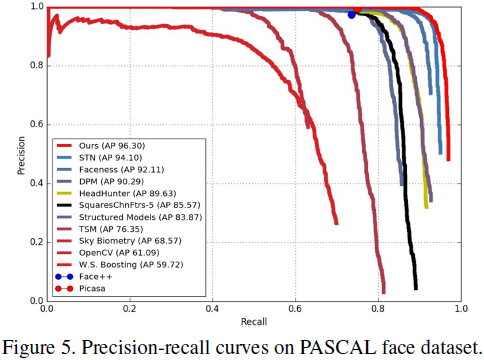 1.0
0.8
0.6
0.4
0.2
0.0
Precision
Ours (AP 96.30)
STN (AP 94.10)
Faceness (AP 92.11)
DPM (AP 90.29)
HeadHunter (AP 89.63)
SquaresChnFtrs-5 (AP 85.57)
Structured Models (AP 83.87)
TSM (AP 76.35)
Sky Biometry (AP 68.57)
OpenCV (AP 61.09)
W.S. Boosting (AP 59.72)
Face++
Picasa
0.0 0.2 0.4 0.6 0.8 1.0
Recall
Figure 5. Precision-recall curves on PASCAL face dataset.